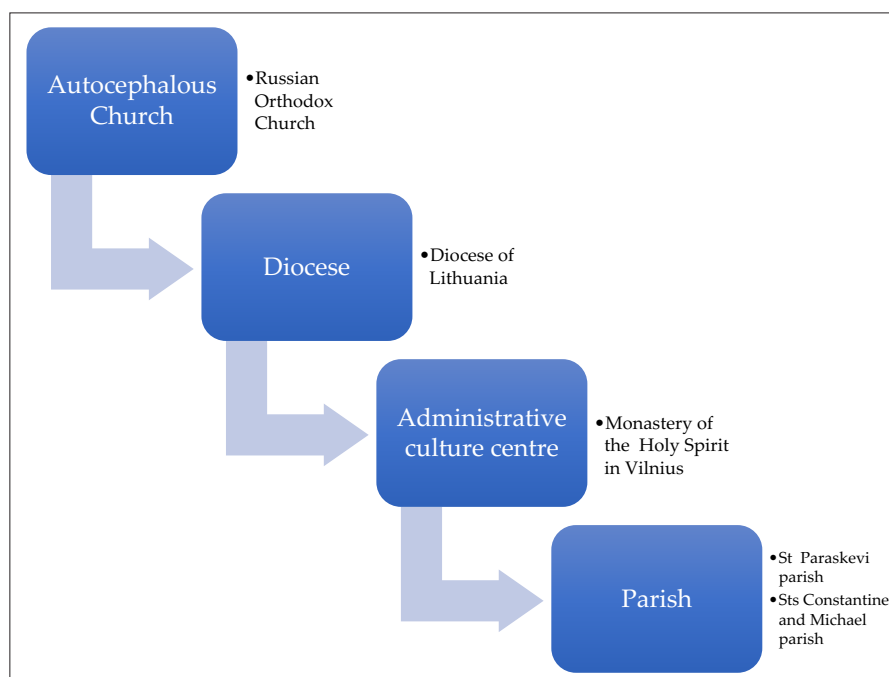 Autocephalous
Church
•Russian
Orthodox
Church
Diocese
•Diocese of
Lithuania
Administrative
culture centre
•Monastery of
the Holy Spirit
in Vilnius
Parish
•St Paraskevi
parish
•Sts Constantine
and Michael
parish